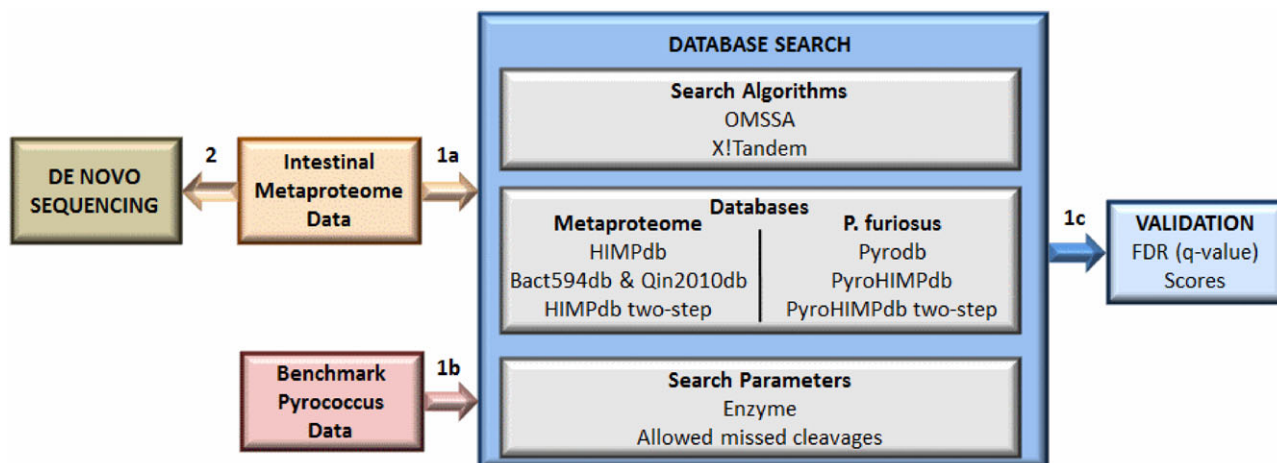 DATABASE SEARCH
Search Algorithms
OMSSA
X!Tandem
DE NOVO
SEQUENCING
2
Intestinal
Metaproteome
Data
1a
Databases
Metaproteome
HIMPdb
Bact594db & Qin2010db
HIMPdb two-step
P. furiosus
Pyrodb
PyroHIMPdb
PyroHIMPdb two-step
1c
VALIDATION
FDR (q-value)
Scores
Benchmark
Pyrococcus
Data
1b
Search Parameters
Enzyme
Allowed missed cleavages